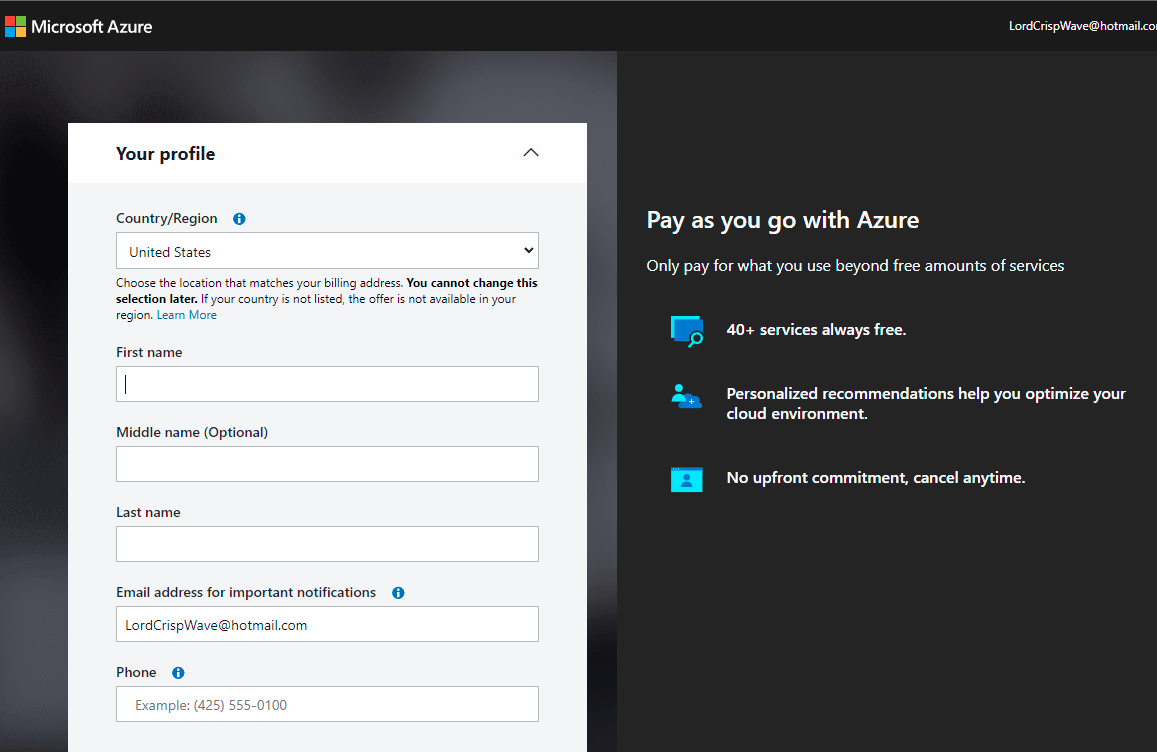 Microsoft Azure
LordCrispWave@hotmail.co
Your profile
Country/Region
United States
Choose the location that matches your billing address. You cannot change this
selection later. If your country is not listed, the offer is not available in your
region. Learn More
First name
Middle name (Optional)
Last name
Email address for important notifications
LordCrispWave@hotmail.com
Phone
Example: (425) 555-0100
Pay as you go with Azure
Only pay for what you use beyond free amounts of services
40+ services always free.
Personalized recommendations help you optimize your
cloud environment.
No upfront commitment, cancel anytime.